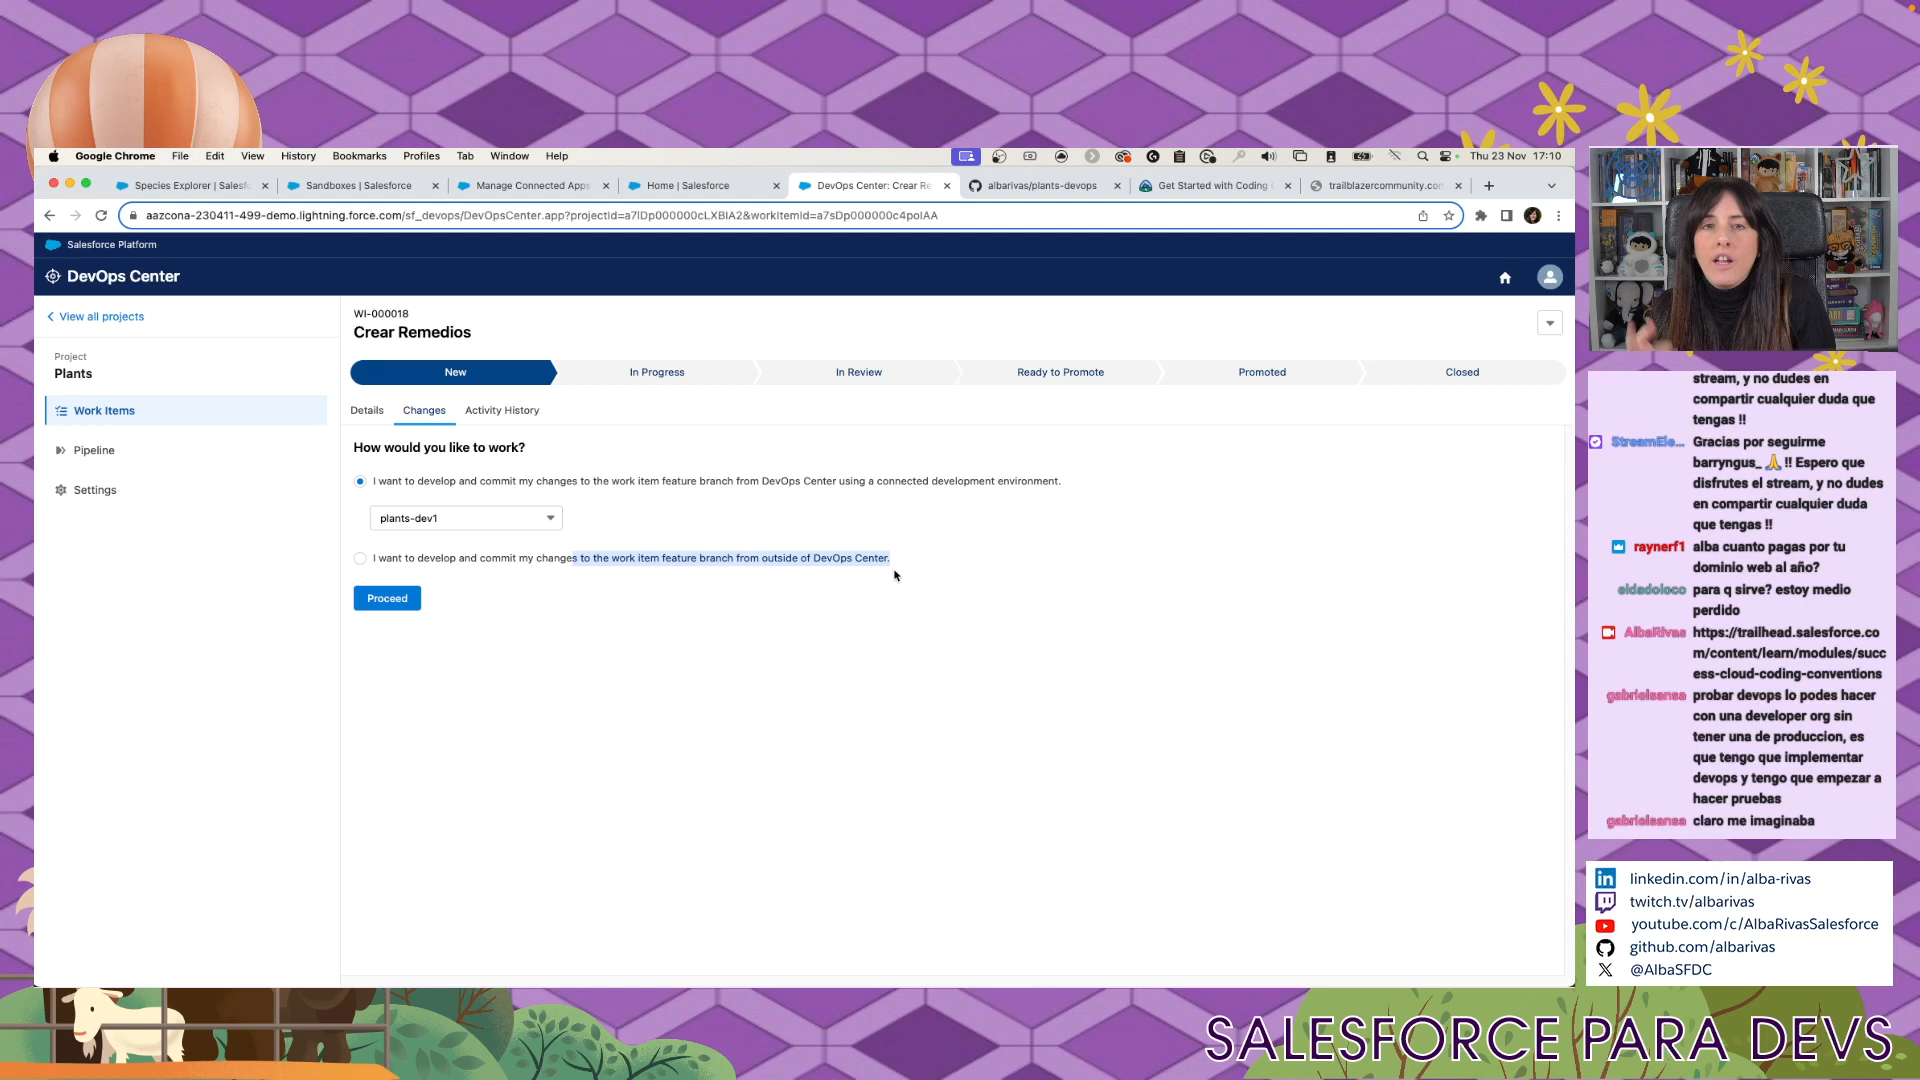 Google Chrome File Edit View History Bookmarks Profiles Tab Window Help Thu 23 Nov 17:10
Species Explorer | Salesf
Sandboxes | Salesforce
Manage Connected Apps
Home | Salesforce
DevOps Center: Crear Re
albarivas/plants-devops
Get Started with Coding
trailblazercommunity.com
aazcona-230411-499-demo.lightning.force.com/sf_devops/DevOpsCenter.app?projectid=a7IDp000000cLXBIA2&workitemid=a7sDp000000c4poIAA
Salesforce Platform
DevOps Center
View all projects
Project
Plants
Work Items
Pipeline
Settings
WI-000018
Crear Remedios
New In Progress In Review Ready to Promote Promoted Closed
Details Changes Activity History
How would you like to work?
I want to develop and commit my changes to the work item feature branch from DevOps Center using a connected development environment.
plants-dev1
I want to develop and commit my changes to the work item feature branch from outside of DevOps Center.
Proceed
stream, y no dudes en
compartir cualquier duda que
tengas !!
StreamEle... Gracias por seguirme
barryngus_ 🙏 !! Espero que
disfrutes el stream, y no dudes
en compartir cualquier duda
que tengas !!
raynerf1 alba cuanto pagas por tu
dominio web al año?
eldadoloco para q sirve? estoy medio
perdido
AlbaRivas https://trailhead.salesforce.co
m/content/learn/modules/succ
ess-cloud-coding-conventions
gabrielsansa probar devops lo podes hacer
con una developer org sin
tener una de produccion, es
que tengo que implementar
devops y tengo que empezar a
hacer pruebas
gabrielsansa claro me imaginaba
linkedin.com/in/alba-rivas
twitch.tv/albarivas
youtube.com/c/AlbaRivasSalesforce
github.com/albarivas
@AlbaSFDC
SALESFORCE PARA DEVS